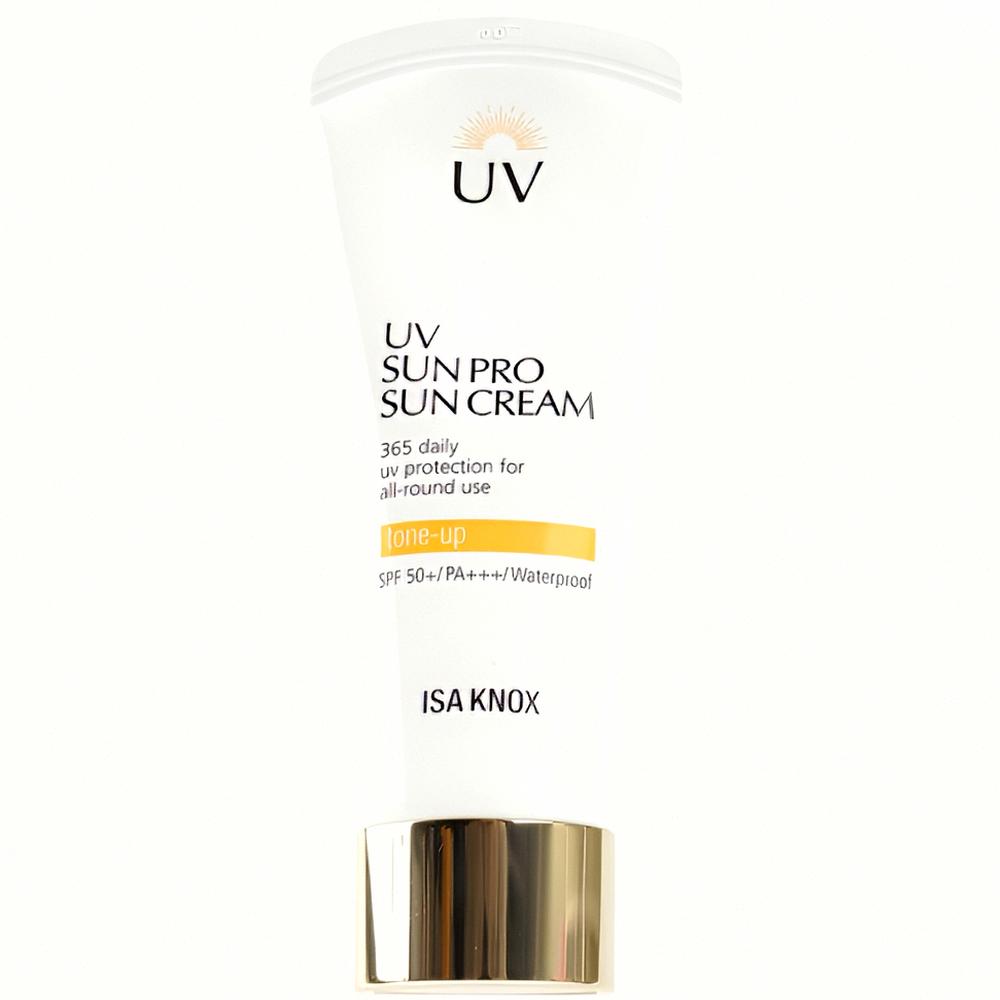 UV
UV
SUN PRO
SUN CREAM
365 daily
uv protection for
all-round use
tone-up
SPF 50+/PA+++/Waterproof
ISA KNOX